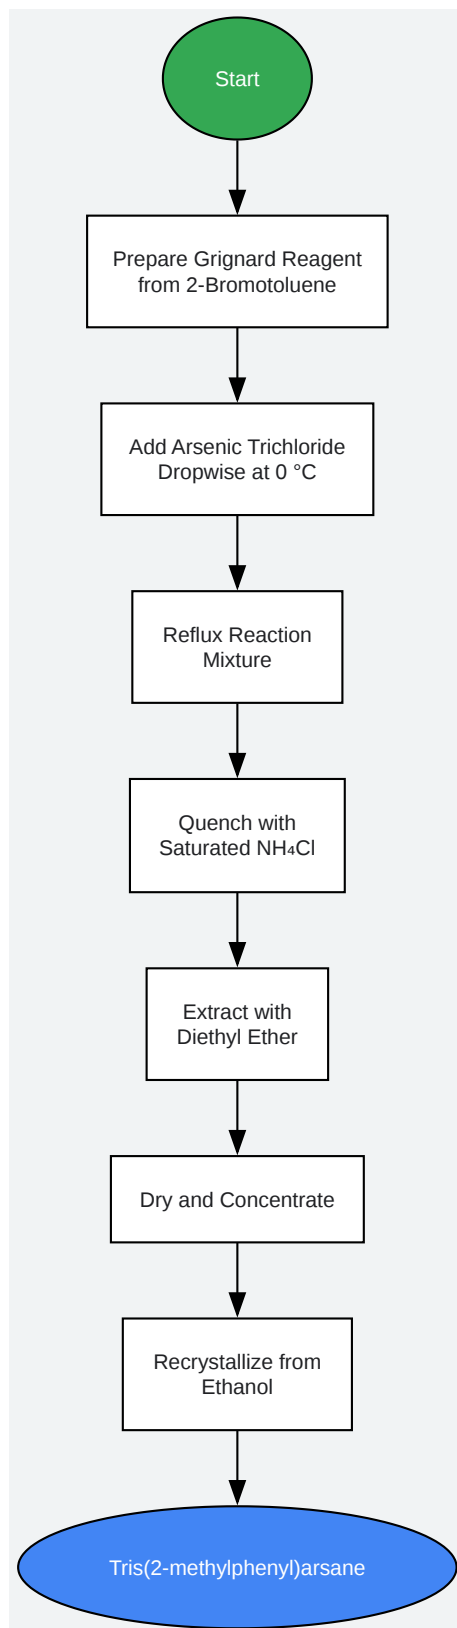 Start
Prepare Grignard Reagent
from 2-Bromotoluene
Add Arsenic Trichloride
Dropwise at 0 °C
Reflux Reaction
Mixture
Quench with
Saturated NH₄Cl
Extract with
Diethyl Ether
Dry and Concentrate
Recrystallize from
Ethanol
Tris(2-methylphenyl)arsane